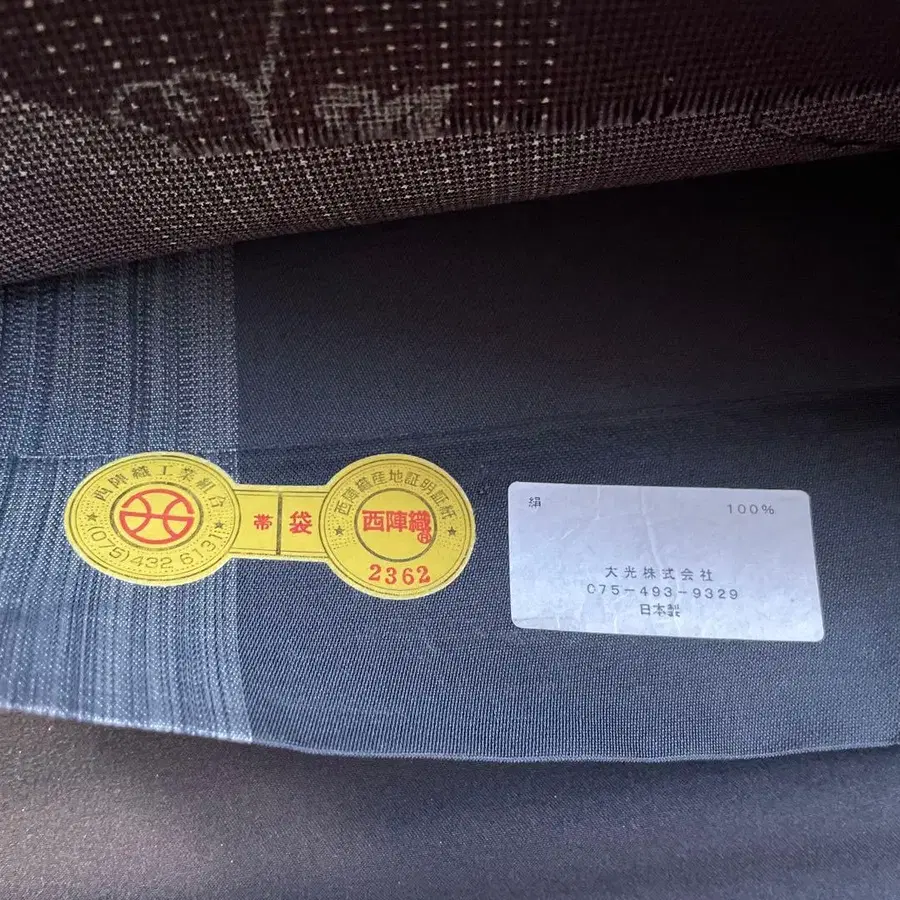 西陣織工業組合
(075)432 6131
帯 袋
西陣織産地証明証紙
西陣織
2362
絹 100%
大光株式会社
075-493-9329
日本製